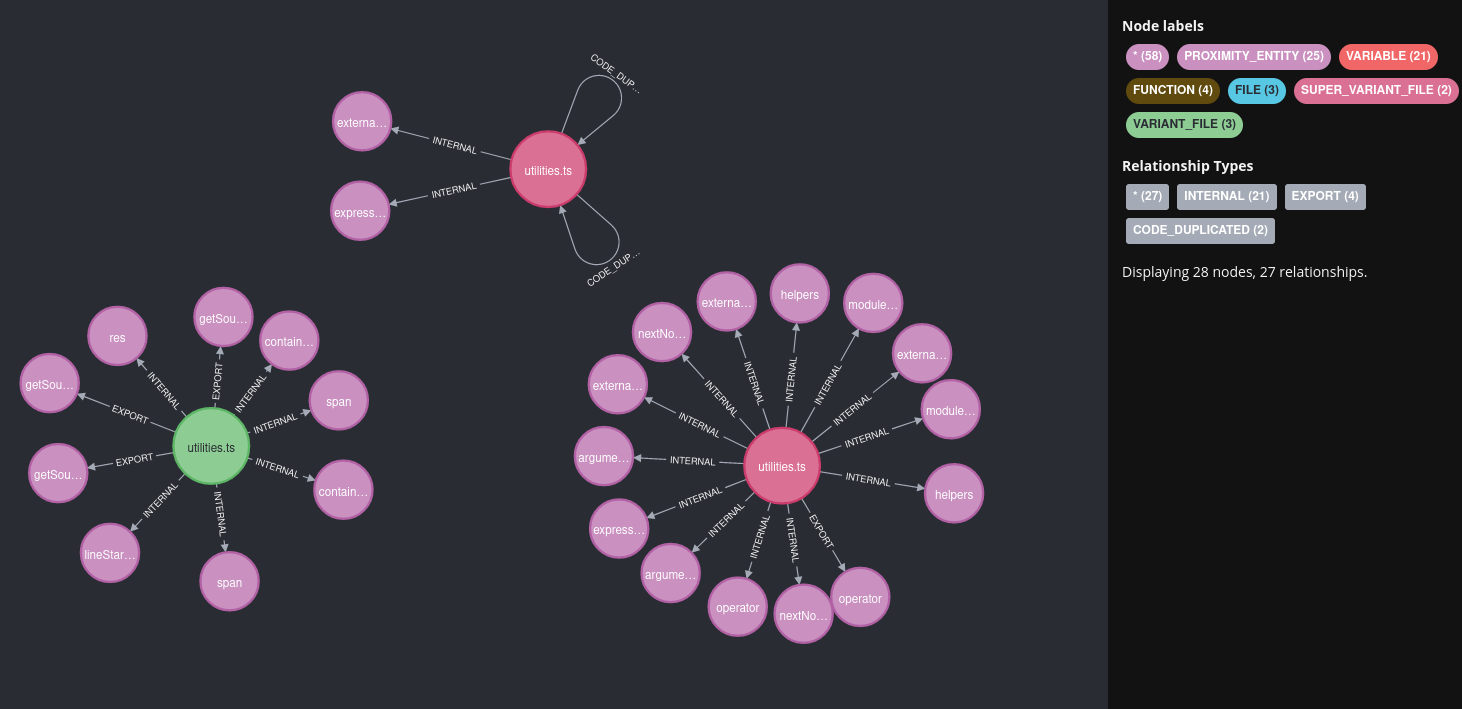 CODE_DUP…
externa…
INTERNAL
utilities.ts
INTERNAL
express…
CODE_DUP…
getSou…
res
contain…
getSou…
INTERNAL
EXPORT
INTERNAL
span
EXPORT
INTERNAL
utilities.ts
EXPORT
INTERNAL
getSou…
contain…
INTERNAL
INTERNAL
lineStar…
span
helpers
externa…
module…
nextNo…
externa…
externa…
INTERNAL
INTERNAL
INTERNAL
INTERNAL
INTERNAL
module…
INTERNAL
INTERNAL
argume…
INTERNAL
utilities.ts
INTERNAL
helpers
INTERNAL
express…
INTERNAL
INTERNAL
INTERNAL
EXPORT
argume…
operator
nextNo…
operator
Node labels
* (58)
PROXIMITY_ENTITY (25)
VARIABLE (21)
FUNCTION (4)
FILE (3)
SUPER_VARIANT_FILE (2)
VARIANT_FILE (3)
Relationship Types
* (27)
INTERNAL (21)
EXPORT (4)
CODE_DUPLICATED (2)
Displaying 28 nodes, 27 relationships.